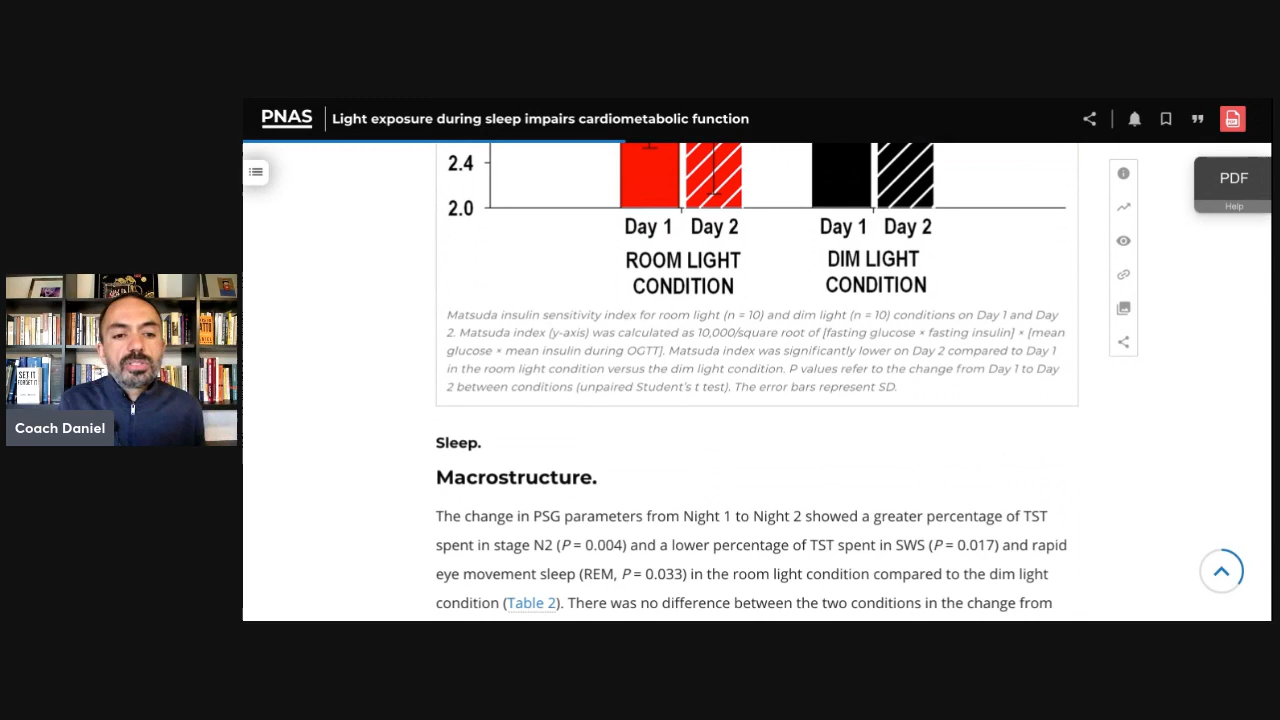 PNAS
Light exposure during sleep impairs cardiometabolic function
PDF
Help
2.4
2.0
Day 1 Day 2
Day 1 Day 2
ROOM LIGHT
CONDITION
DIM LIGHT
CONDITION
Matsuda insulin sensitivity index for room light (n = 10) and dim light (n = 10) conditions on Day 1 and Day
2. Matsuda index (y-axis) was calculated as 10,000/square root of [fasting glucose × fasting insulin] × [mean
glucose × mean insulin during OGTT]. Matsuda index was significantly lower on Day 2 compared to Day 1
in the room light condition versus the dim light condition. P values refer to the change from Day 1 to Day
2 between conditions (unpaired Student's t test). The error bars represent SD.
SET IT
FORGET IT
Coach Daniel
Sleep.
Macrostructure.
The change in PSG parameters from Night 1 to Night 2 showed a greater percentage of TST
spent in stage N2 (P = 0.004) and a lower percentage of TST spent in SWS (P = 0.017) and rapid
eye movement sleep (REM, P = 0.033) in the room light condition compared to the dim light
condition (Table 2). There was no difference between the two conditions in the change from